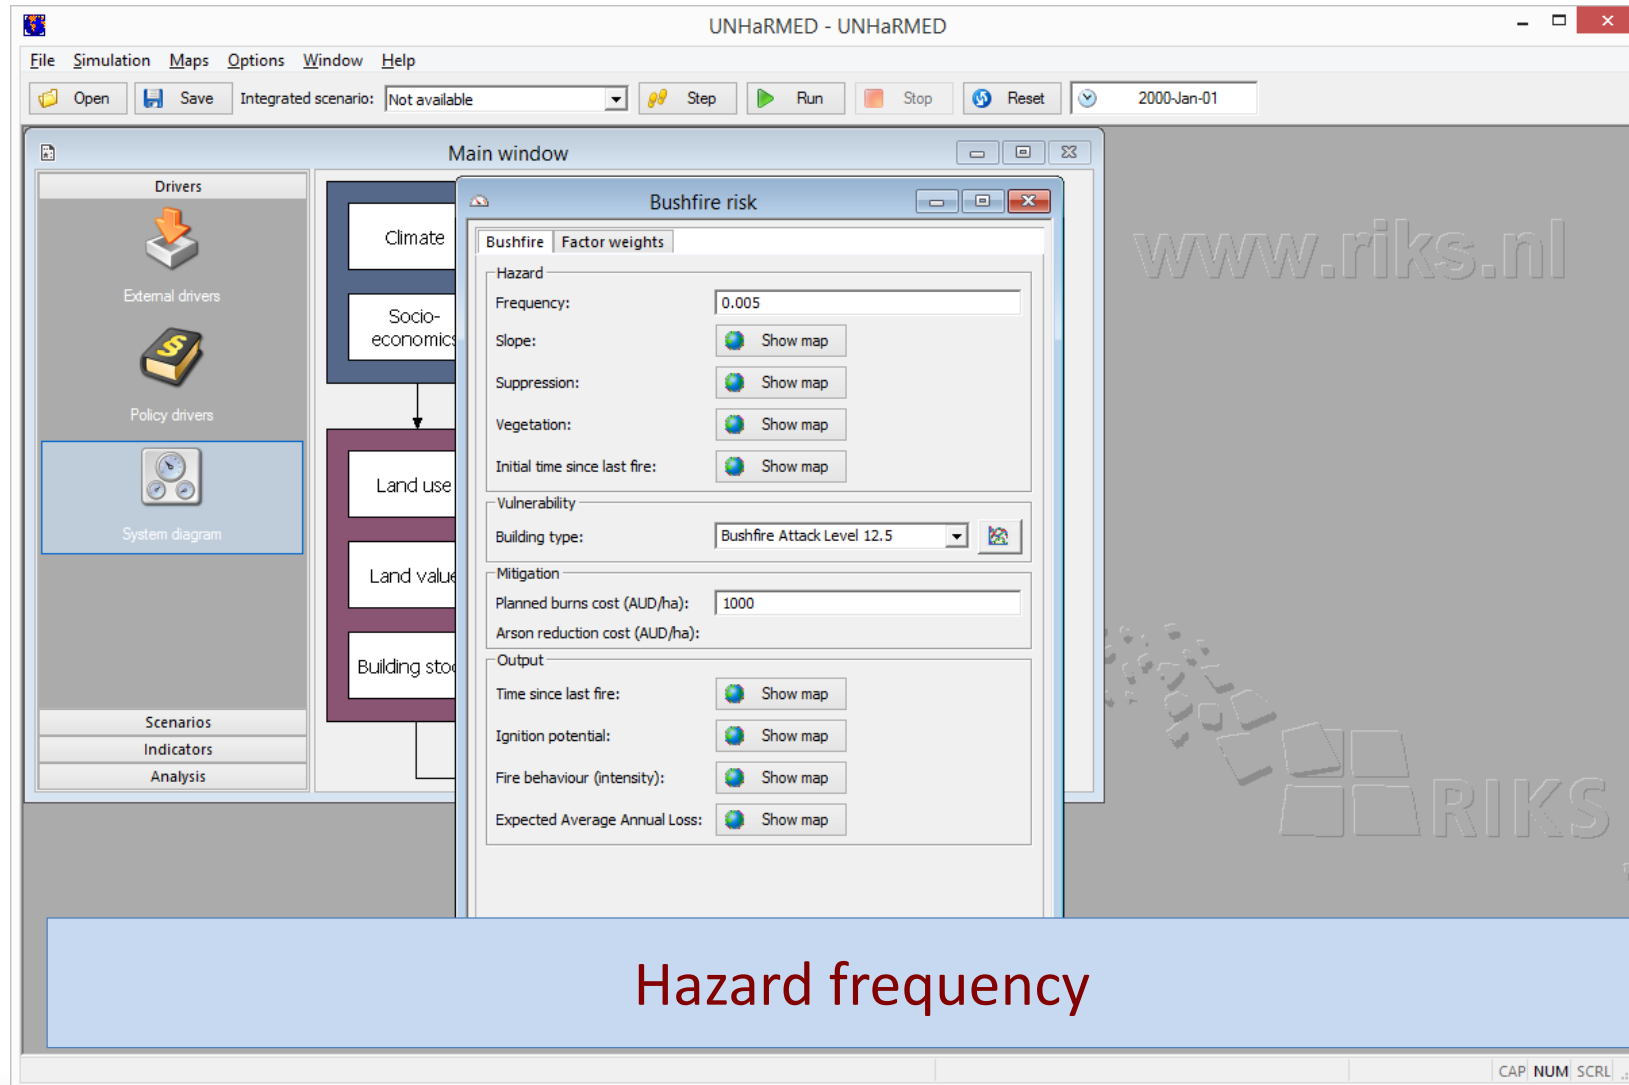 UNHaRMED - UNHaRMED
File Simulation Maps Options Window Help
Open Save Integrated scenario: Not available Step Run Stop Reset 2000-Jan-01
Main window
Drivers
External drivers
Policy drivers
System diagram
Scenarios
Indicators
Analysis
Climate
Socio-
economics
Land use
Land value
Building sto
Bushfire risk
Bushfire Factor weights
Hazard
Frequency: 0.005
Slope: Show map
Suppression: Show map
Vegetation: Show map
Initial time since last fire: Show map
Vulnerability
Building type: Bushfire Attack Level 12.5
Mitigation
Planned burns cost (AUD/ha): 1000
Arson reduction cost (AUD/ha):
Output
Time since last fire: Show map
Ignition potential: Show map
Fire behaviour (intensity): Show map
Expected Average Annual Loss: Show map
www.riks.nl
RIKS
Hazard frequency
CAP NUM SCRL